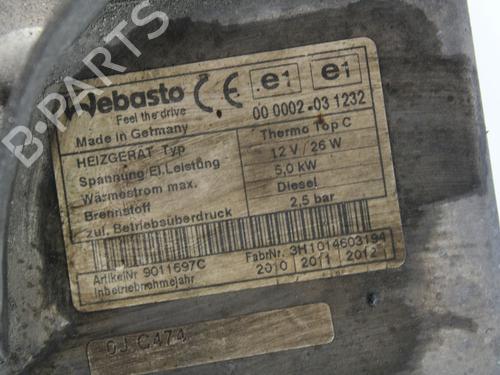 B-PARTS
Webasto CE e1 e1
Feel the drive
Made in Germany 00 0002 - 03 1232
HEIZGERÄT Typ Thermo Top C
Spannung/El.Leistung 12 V / 26 W
Wärmestrom max. 5,0 kW
Brennstoff Diesel
zul. Betriebsüberdruck 2,5 bar
ArtikelNr 9011697C FabrNr 3H1014603194
Inbetriebnahmejahr 2010 2011 2012
C474